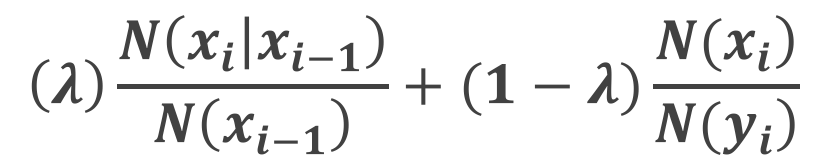 (λ) N(xᵢ|xᵢ₋₁) / N(xᵢ₋₁) + (1 − λ) N(xᵢ) / N(yᵢ)